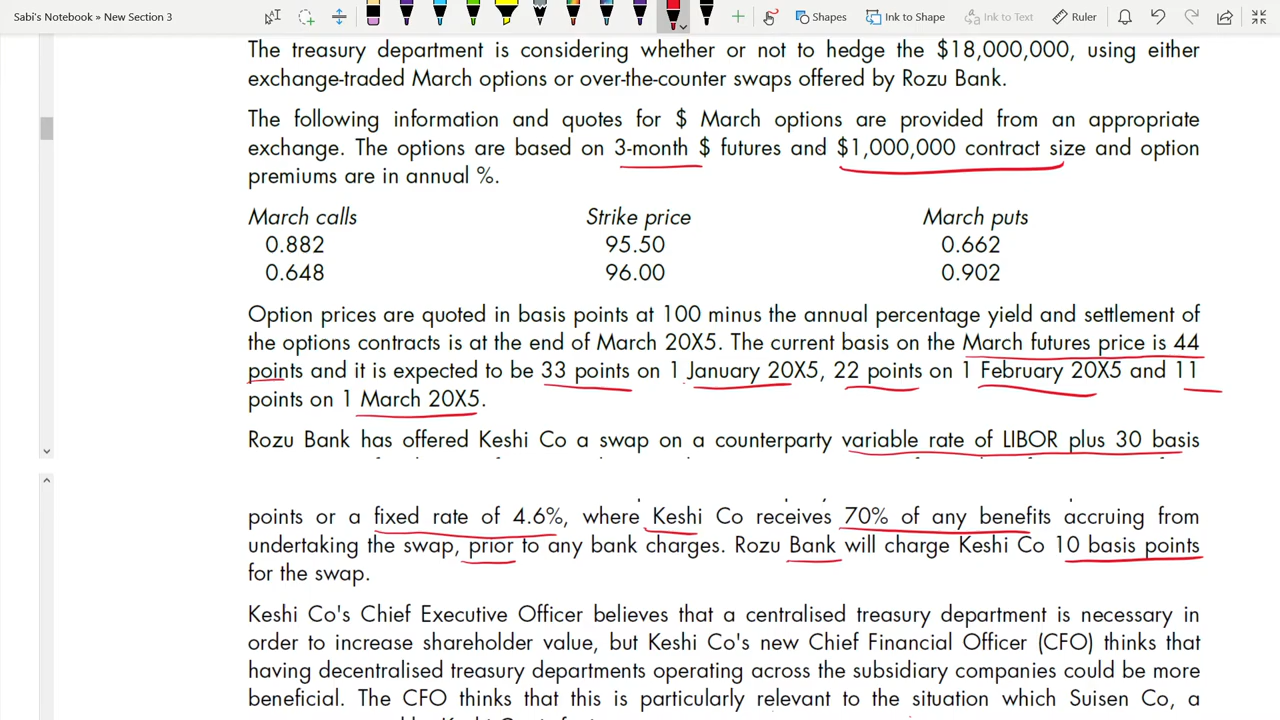 Sabi's Notebook » New Section 3
Shapes
Ink to Shape
Ink to Text
Ruler
The treasury department is considering whether or not to hedge the $18,000,000, using either
exchange-traded March options or over-the-counter swaps offered by Rozu Bank.
The following information and quotes for $ March options are provided from an appropriate
exchange. The options are based on 3-month $ futures and $1,000,000 contract size and option
premiums are in annual %.
March calls Strike price March puts
0.882 95.50 0.662
0.648 96.00 0.902
Option prices are quoted in basis points at 100 minus the annual percentage yield and settlement of
the options contracts is at the end of March 20X5. The current basis on the March futures price is 44
points and it is expected to be 33 points on 1 January 20X5, 22 points on 1 February 20X5 and 11
points on 1 March 20X5.
Rozu Bank has offered Keshi Co a swap on a counterparty variable rate of LIBOR plus 30 basis
points or a fixed rate of 4.6%, where Keshi Co receives 70% of any benefits accruing from
undertaking the swap, prior to any bank charges. Rozu Bank will charge Keshi Co 10 basis points
for the swap.
Keshi Co's Chief Executive Officer believes that a centralised treasury department is necessary in
order to increase shareholder value, but Keshi Co's new Chief Financial Officer (CFO) thinks that
having decentralised treasury departments operating across the subsidiary companies could be more
beneficial. The CFO thinks that this is particularly relevant to the situation which Suisen Co, a